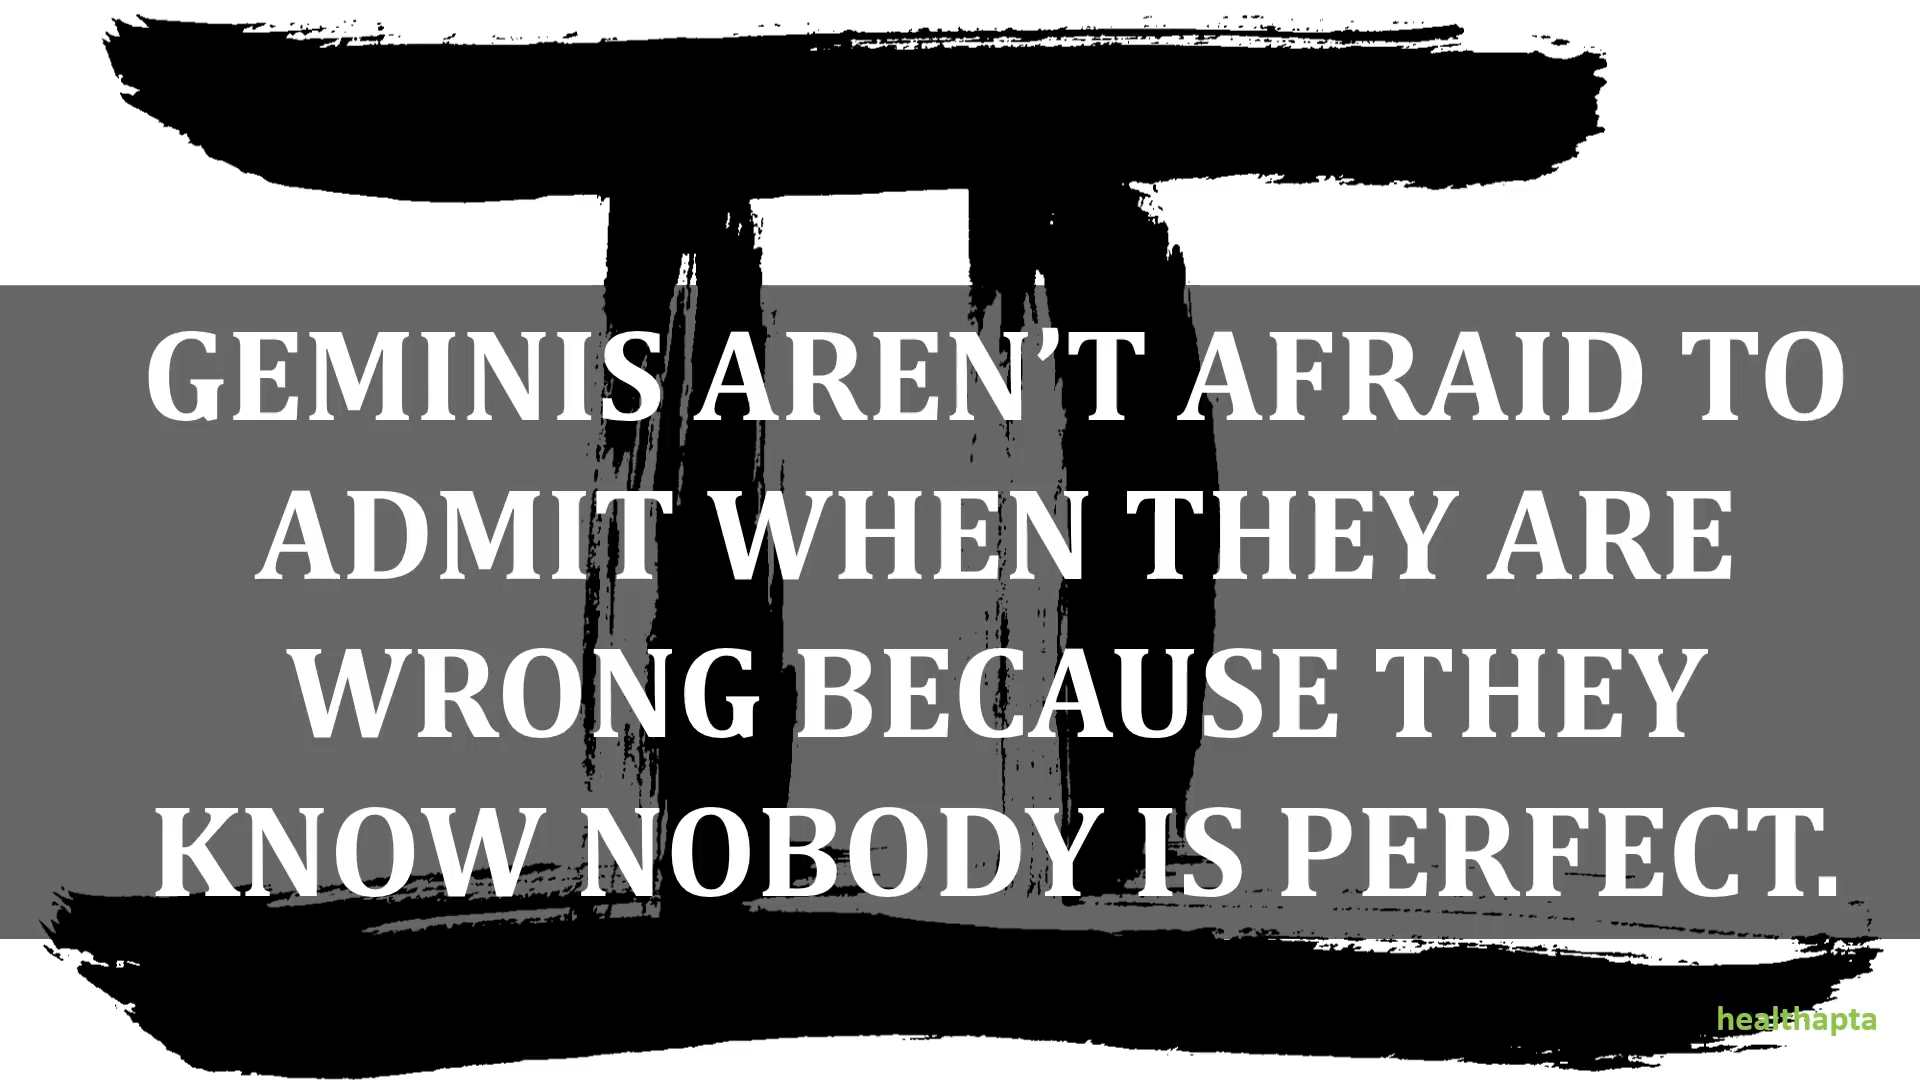 GEMINIS AREN’T AFRAID TO
ADMIT WHEN THEY ARE
WRONG BECAUSE THEY
KNOW NOBODY IS PERFECT.
healthapta